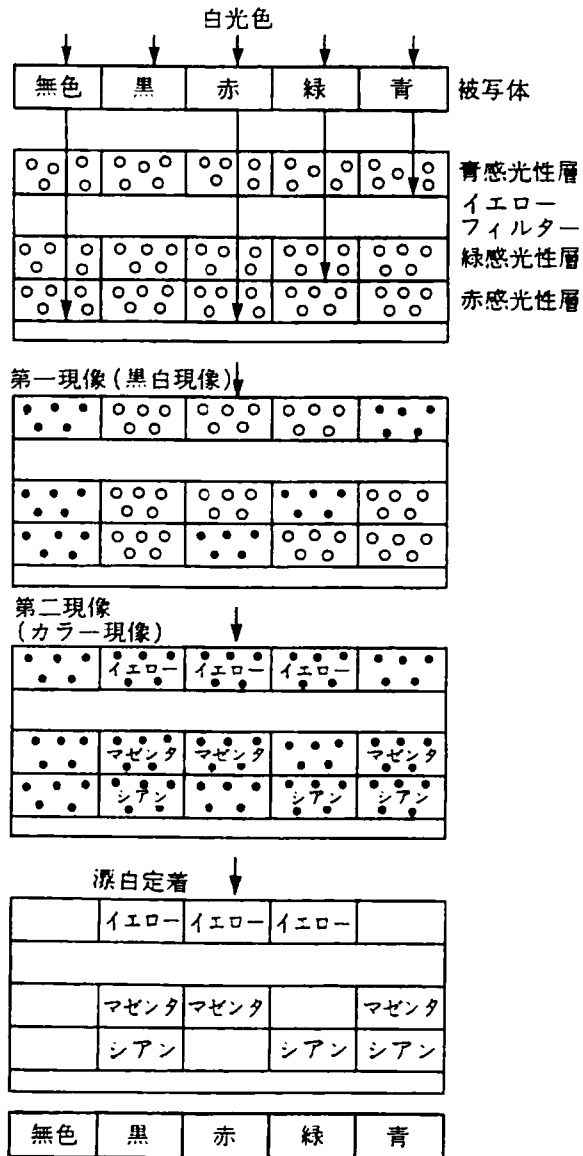 白光色
無色 黒 赤 緑 青 被写体
青感光性層
イエロー
フィルター
緑感光性層
赤感光性層
第一現像(黒白現像)
第二現像
(カラー現像)
イエロー イエロー イエロー
マゼンタ マゼンタ マゼンタ
シアン シアン シアン
漂白定着
イエロー イエロー イエロー
マゼンタ マゼンタ マゼンタ
シアン シアン シアン
無色 黒 赤 緑 青